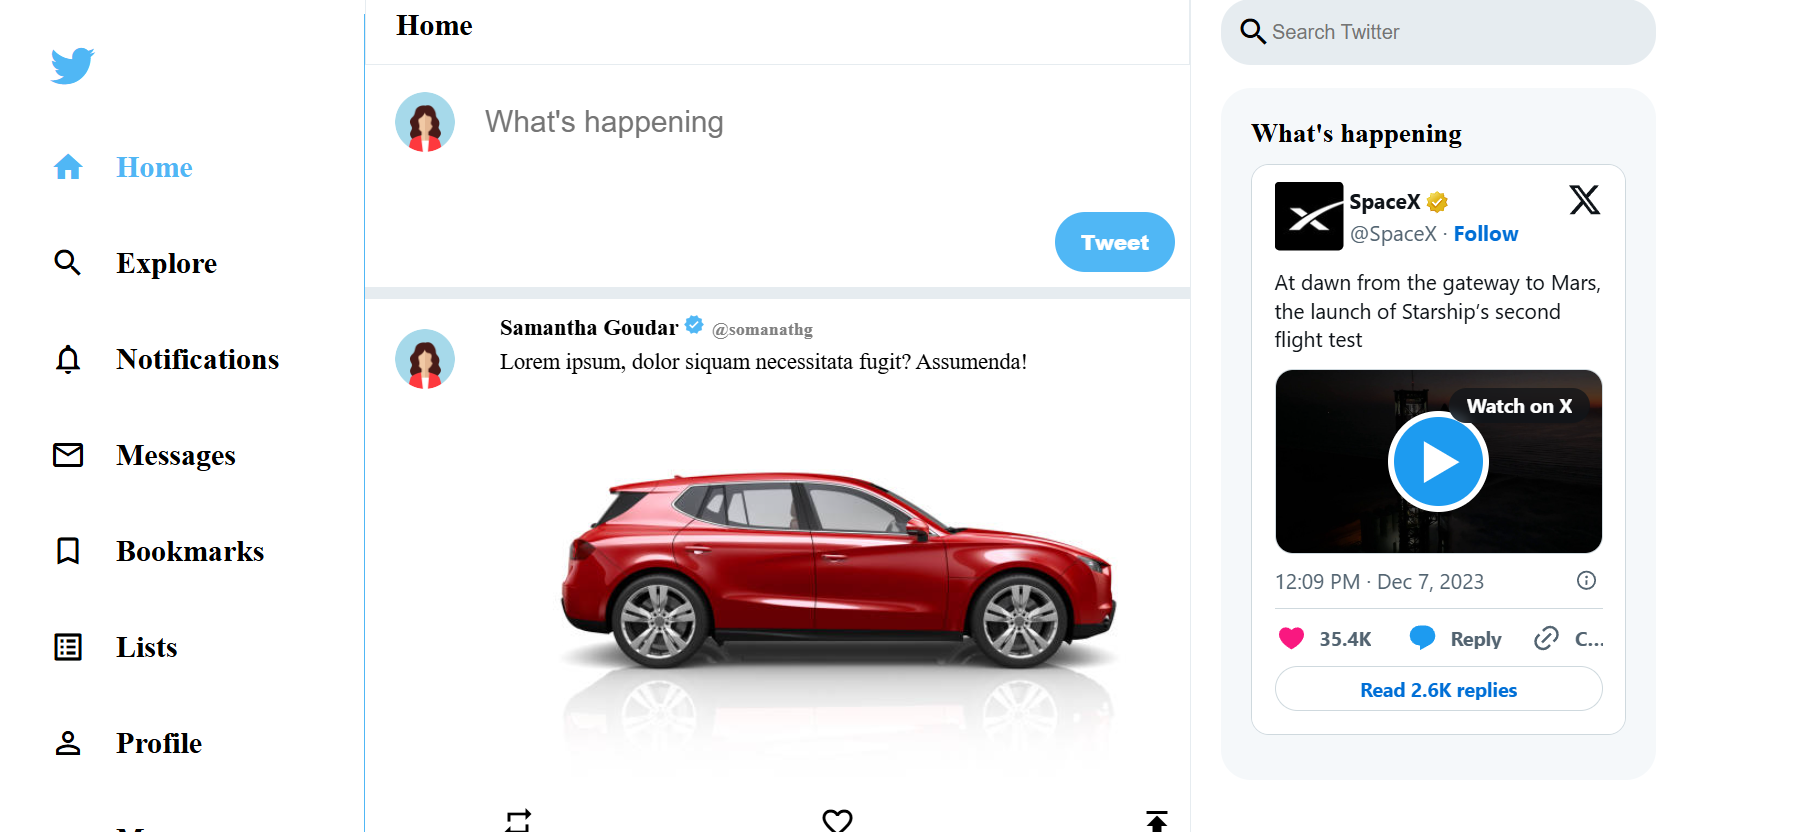 Home
Explore
Notifications
Messages
Bookmarks
Lists
Profile
Home
What's happening
Tweet
Samantha Goudar @somanathg
Lorem ipsum, dolor siquam necessitata fugit? Assumenda!
Search Twitter
What's happening
SpaceX
@SpaceX · Follow
At dawn from the gateway to Mars,
the launch of Starship’s second
flight test
Watch on X
12:09 PM · Dec 7, 2023
35.4K Reply C...
Read 2.6K replies